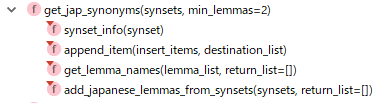 f get_jap_synonyms(synsets, min_lemmas=2)
f synset_info(synset)
f append_item(insert_items, destination_list)
f get_lemma_names(lemma_list, return_list=[])
f add_japanese_lemmas_from_synsets(synsets, return_list=[])